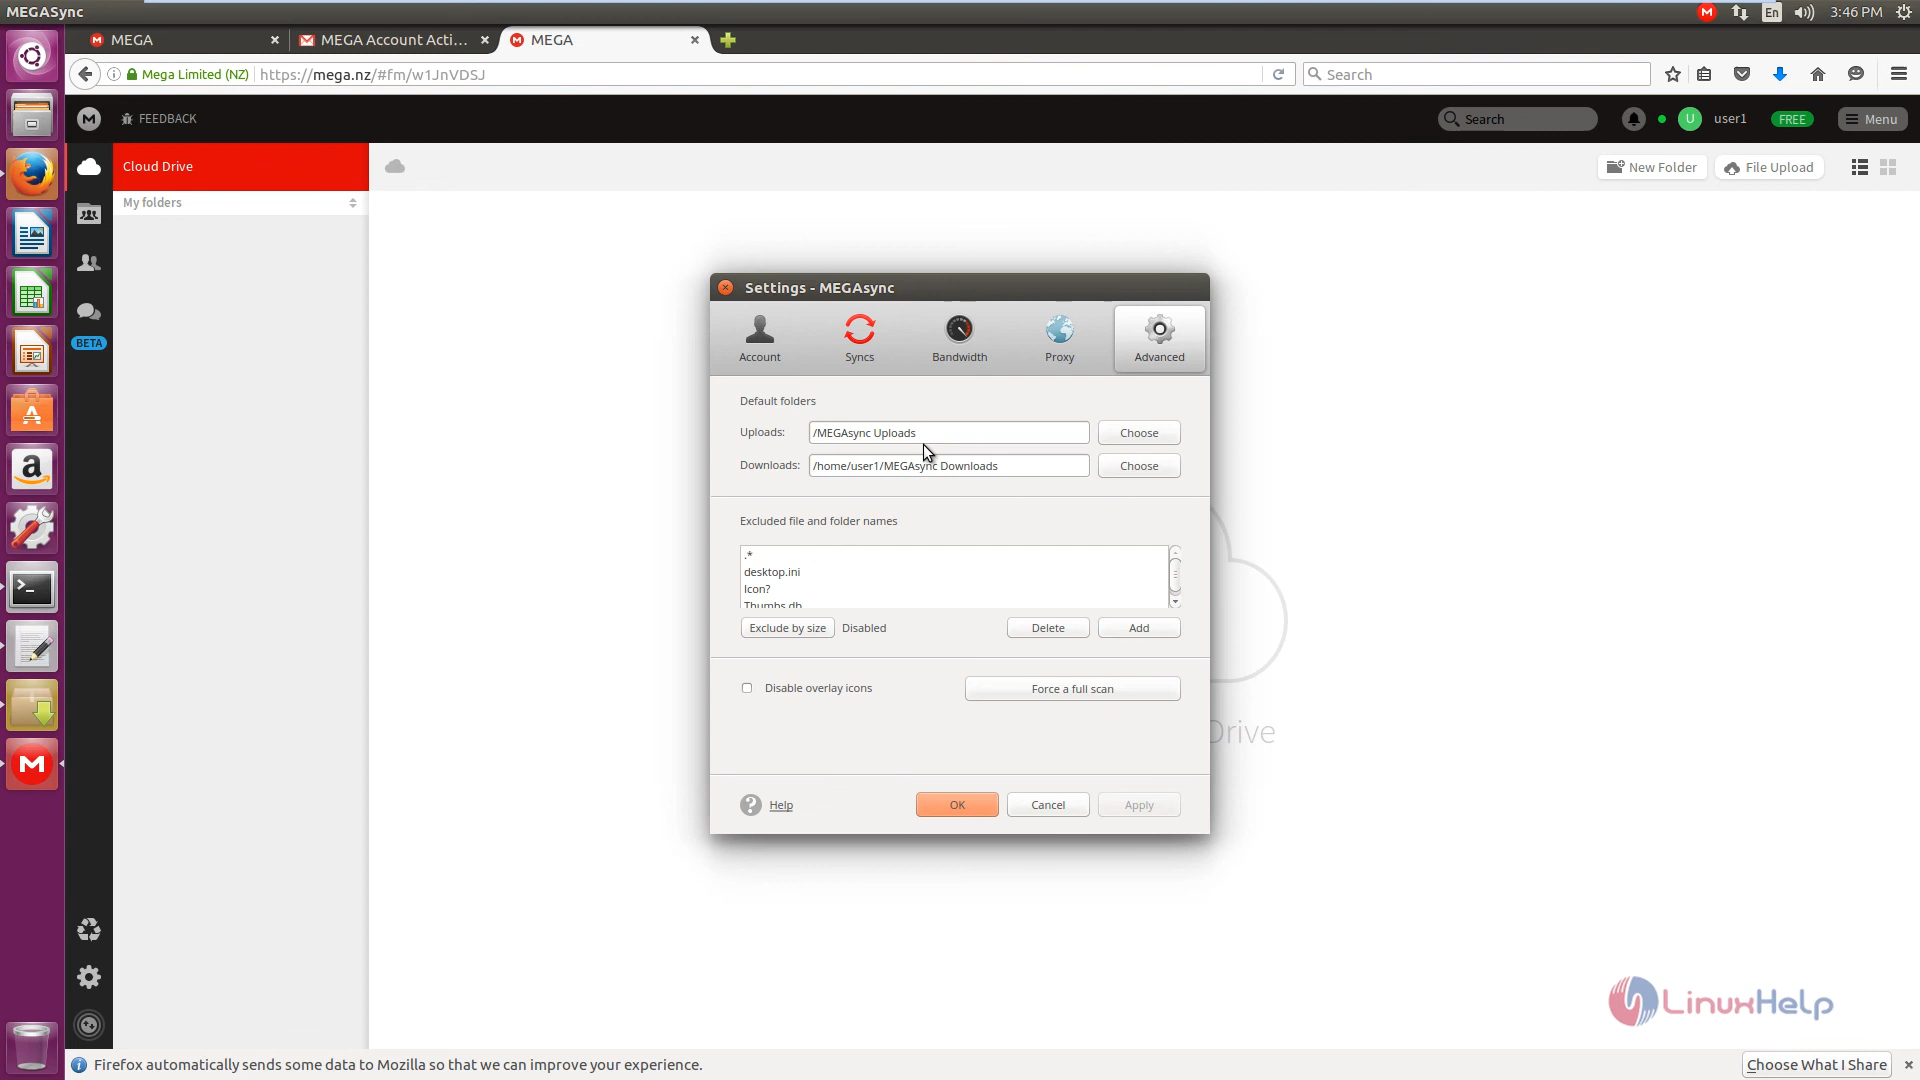 MEGASync
En
3:46 PM
MEGA
MEGA Account Acti...
MEGA
Mega Limited (NZ)
https://mega.nz/#fm/w1JnVDSJ
Search
FEEDBACK
Search
U
user1
FREE
Menu
Cloud Drive
New Folder
File Upload
My folders
BETA
Settings - MEGAsync
Account
Syncs
Bandwidth
Proxy
Advanced
Default folders
Uploads:
/MEGAsync Uploads
Choose
Downloads:
/home/user1/MEGAsync Downloads
Choose
Excluded file and folder names
.*
desktop.ini
Icon?
Thumbs.db
Exclude by size
Disabled
Delete
Add
Disable overlay icons
Force a full scan
Drive
Help
OK
Cancel
Apply
LinuxHelp
Firefox automatically sends some data to Mozilla so that we can improve your experience.
Choose What I Share